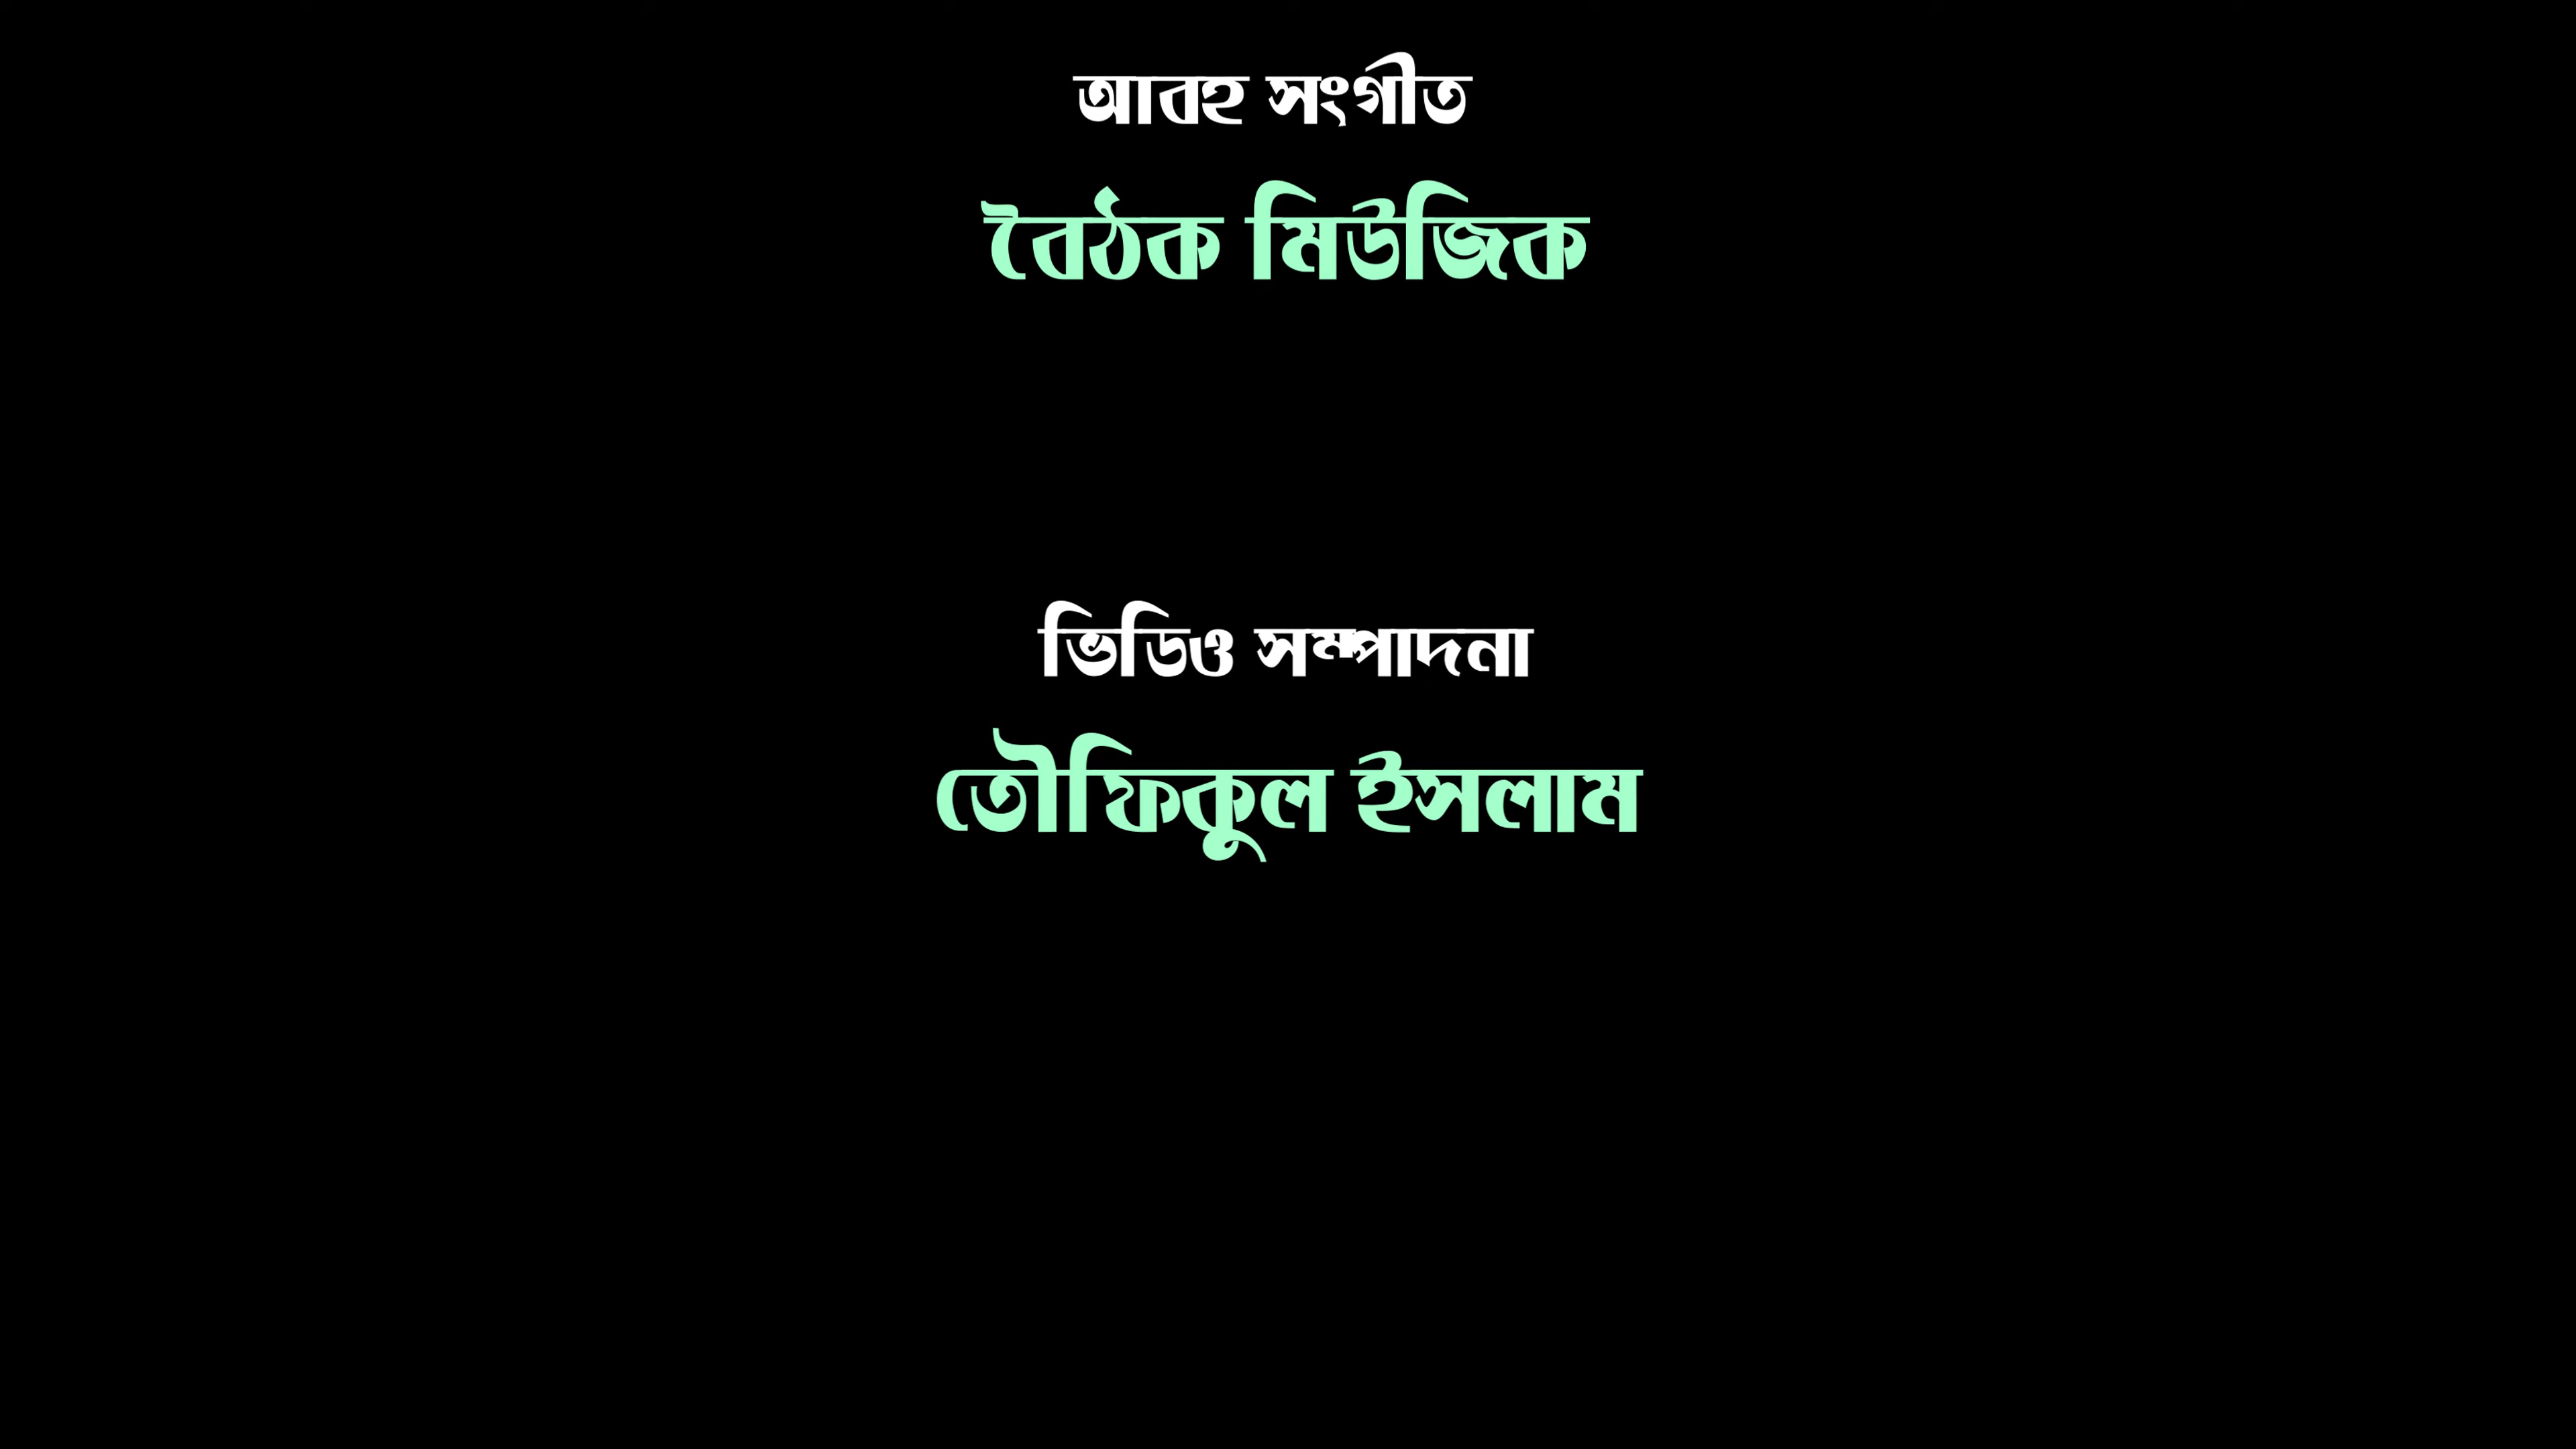 আবহ সংগীত
বৈঠক মিউজিক
ভিডিও সম্পাদনা
তৌফিকুল ইসলাম